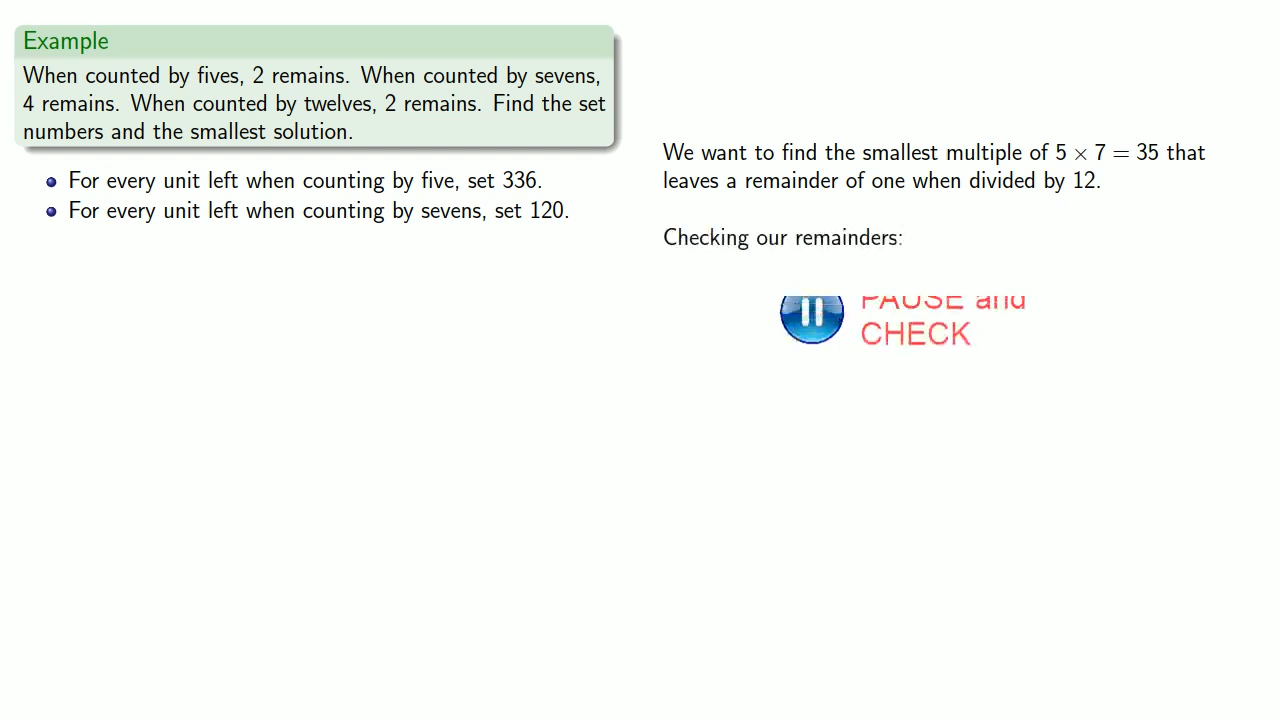 Example
When counted by fives, 2 remains. When counted by sevens,
4 remains. When counted by twelves, 2 remains. Find the set
numbers and the smallest solution.
For every unit left when counting by five, set 336.
For every unit left when counting by sevens, set 120.
We want to find the smallest multiple of 5 × 7 = 35 that
leaves a remainder of one when divided by 12.
Checking our remainders:
PAUSE and
CHECK